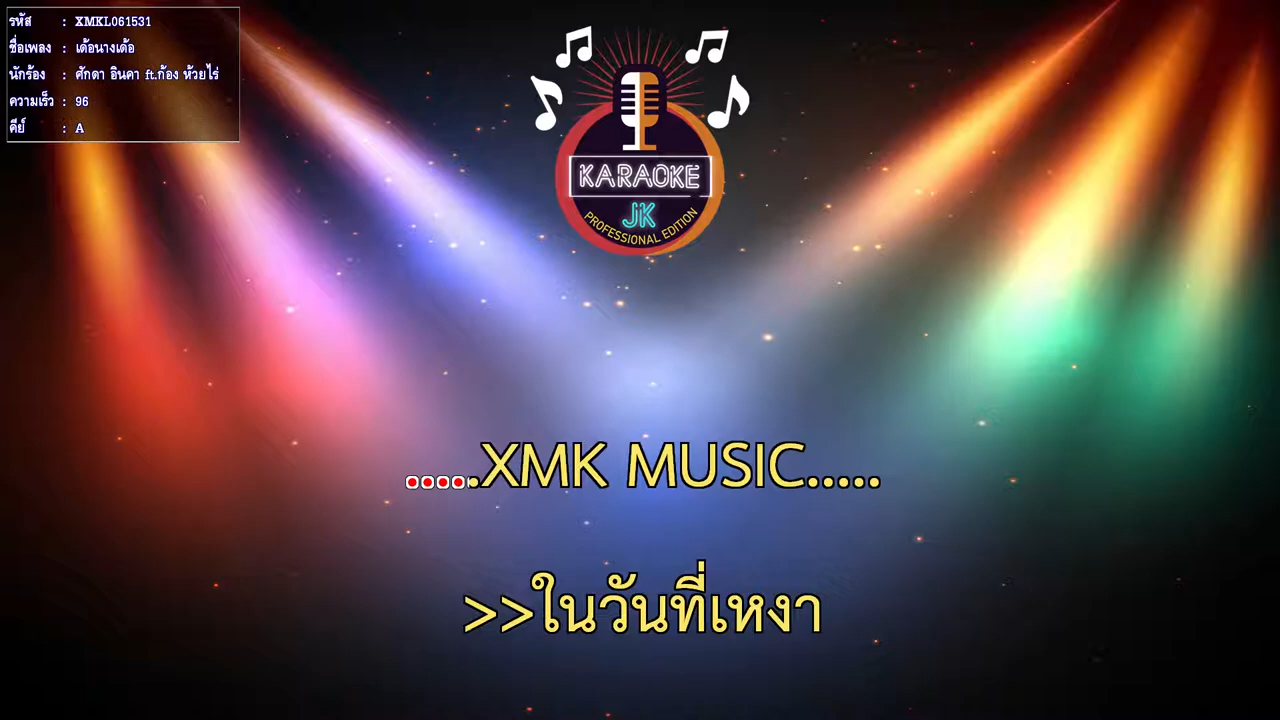 รหัส : XMKL061531
ชื่อเพลง : เด้อนางเด้อ
นักร้อง : ศักดา อินคา ft.ก้อง ห้วยไร่
ความเร็ว : 96
คีย์ : A
KARAOKE
JK
PROFESSIONAL EDITION
.....XMK MUSIC.....
>>ในวันที่เหงา